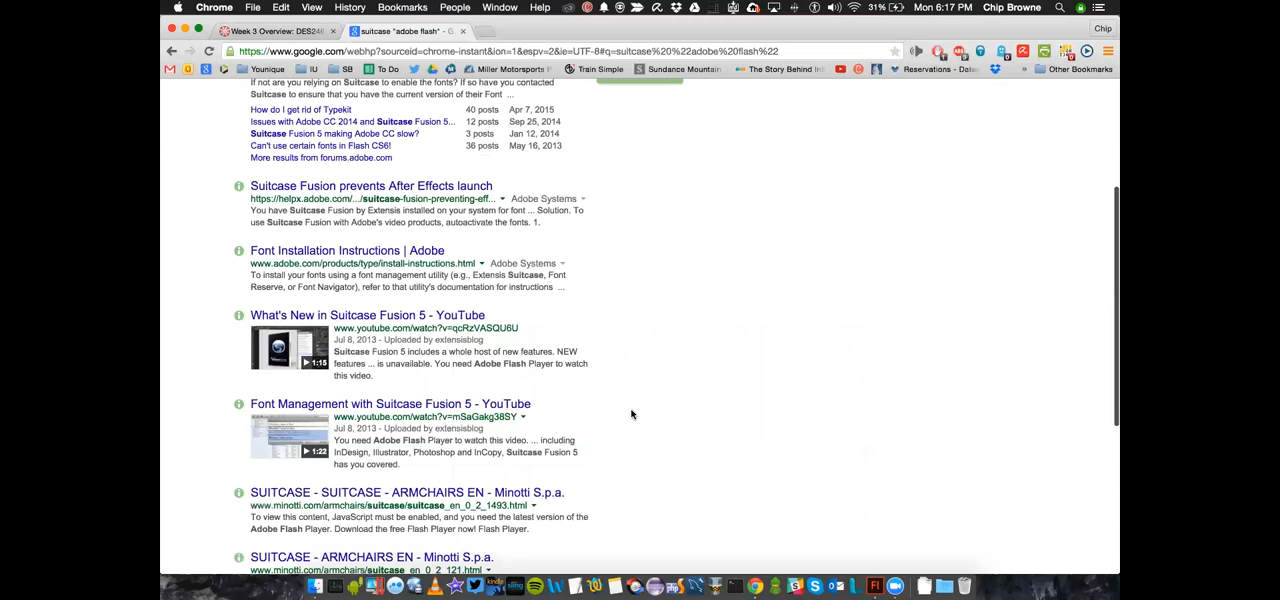 Chrome File Edit View History Bookmarks People Window Help 31% Mon 6:17 PM Chip Browne
Week 3 Overview: DES24 suitcase "adobe flash" - G Chip
https://www.google.com/webhp?sourceid=chrome-instant&ion=1&espv=2&ie=UTF-8#q=suitcase%20%22adobe%20flash%22
Younique IU SB To Do Miller Motorsports Train Simple Sundance Mountain The Story Behind In Reservations - Dali » Other Bookmarks
If not are you relying on Suitcase to enable the fonts? If so have you contacted
Suitcase to ensure that you have the current version of their Font ...
How do I get rid of Typekit 40 posts Apr 7, 2015
Issues with Adobe CC 2014 and Suitcase Fusion 5... 12 posts Sep 25, 2014
Suitcase Fusion 5 making Adobe CC slow? 3 posts Jan 12, 2014
Can't use certain fonts in Flash CS6! 36 posts May 16, 2013
More results from forums.adobe.com
Suitcase Fusion prevents After Effects launch
https://helpx.adobe.com/.../suitcase-fusion-preventing-eff... Adobe Systems
You have Suitcase Fusion by Extensis installed on your system for font ... Solution. To
use Suitcase Fusion with Adobe's video products, autoactivate the fonts. 1.
Font Installation Instructions | Adobe
www.adobe.com/products/type/install-instructions.html Adobe Systems
To install your fonts using a font management utility (e.g., Extensis Suitcase, Font
Reserve, or Font Navigator), refer to that utility's documentation for instructions ...
What's New in Suitcase Fusion 5 - YouTube
www.youtube.com/watch?v=qcRzVASQU6U
Jul 8, 2013 - Uploaded by extensisblog
Suitcase Fusion 5 includes a whole host of new features. NEW
features ... is unavailable. You need Adobe Flash Player to watch
this video.
1:15
Font Management with Suitcase Fusion 5 - YouTube
www.youtube.com/watch?v=mSaGakg38SY
Jul 8, 2013 - Uploaded by extensisblog
You need Adobe Flash Player to watch this video. ... including
InDesign, Illustrator, Photoshop and InCopy, Suitcase Fusion 5
has you covered.
1:22
SUITCASE - SUITCASE - ARMCHAIRS EN - Minotti S.p.a.
www.minotti.com/armchairs/suitcase/suitcase_en_0_2_1493.html
To view this content, JavaScript must be enabled, and you need the latest version of the
Adobe Flash Player. Download the free Flash Player now! Flash Player.
SUITCASE - ARMCHAIRS EN - Minotti S.p.a.
www.minotti.com/armchairs/suitcase_en_0_2_121.html